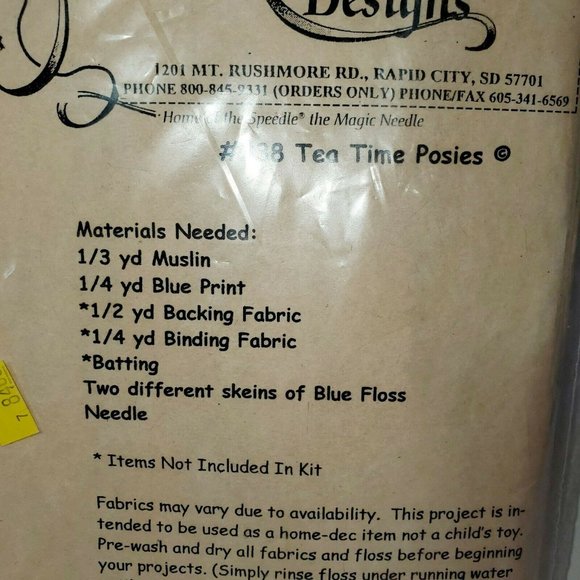 Designs
1201 MT. RUSHMORE RD., RAPID CITY, SD 57701
PHONE 800-845-9331 (ORDERS ONLY) PHONE/FAX 605-341-6569
Home of the Speedle* the Magic Needle
Tea Time Posies ©
Materials Needed:
1/3 yd Muslin
1/4 yd Blue Print
*1/2 yd Backing Fabric
*1/4 yd Binding Fabric
*Batting
Two different skeins of Blue Floss
Needle
* Items Not Included In Kit
Fabrics may vary due to availability. This project is in-
tended to be used as a home-dec item not a child's toy.
Pre-wash and dry all fabrics and floss before beginning
your projects. (Simply rinse floss under running water